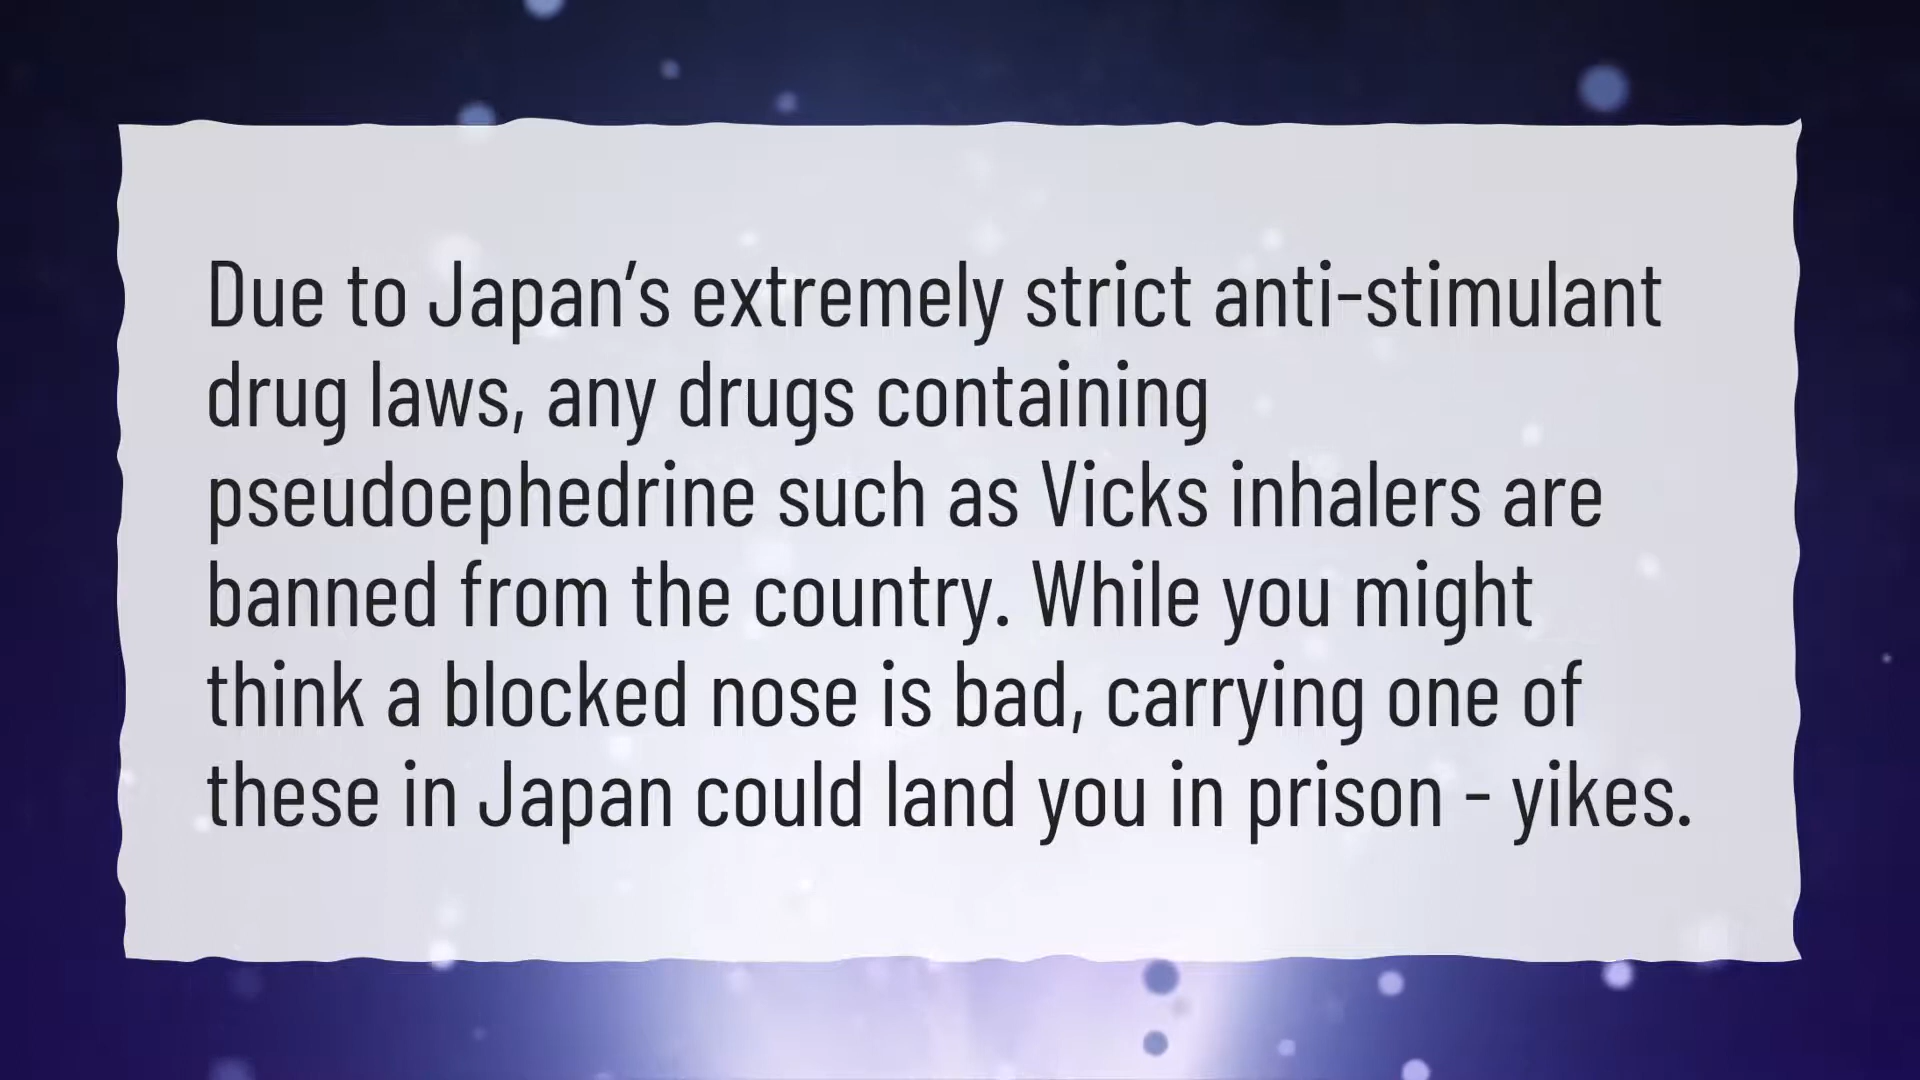 Due to Japan’s extremely strict anti-stimulant
drug laws, any drugs containing
pseudoephedrine such as Vicks inhalers are
banned from the country. While you might
think a blocked nose is bad, carrying one of
these in Japan could land you in prison - yikes.